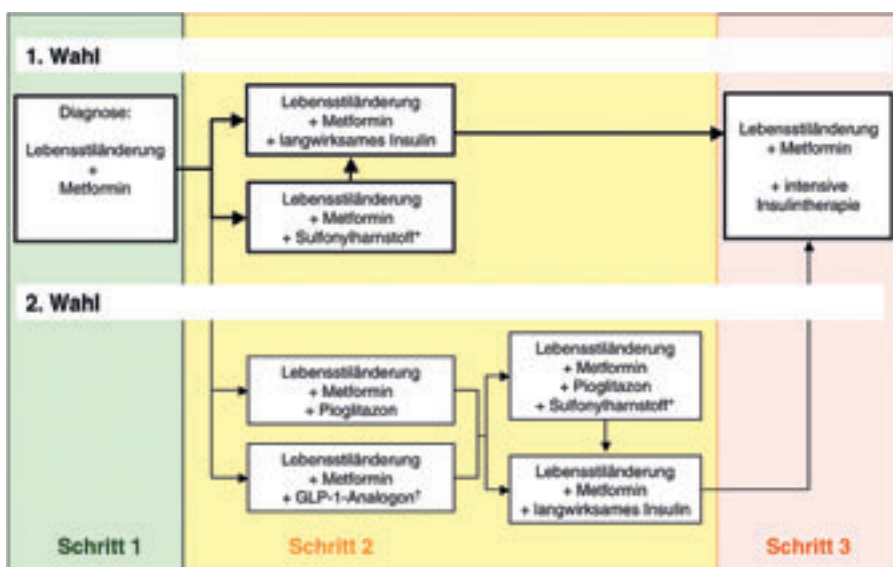 1. Wahl
Diagnose:
Lebensstiländerung
+
Metformin
Lebensstiländerung
+ Metformin
+ langwirksames Insulin
Lebensstiländerung
+ Metformin
+ Sulfonylharnstoff*
Lebensstiländerung
+ Metformin
+ intensive
Insulintherapie
2. Wahl
Lebensstiländerung
+ Metformin
+ Pioglitazon
Lebensstiländerung
+ Metformin
+ GLP-1-Analogon†
Lebensstiländerung
+ Metformin
+ Pioglitazon
+ Sulfonylharnstoff*
Lebensstiländerung
+ Metformin
+ langwirksames Insulin
Schritt 1
Schritt 2
Schritt 3